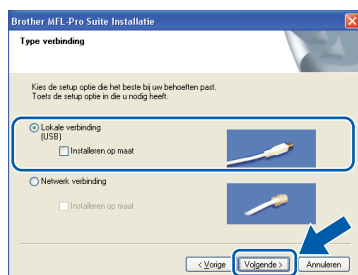 Brother MFL-Pro Suite Installatie
Type verbinding
Kies de setup optie die het beste bij uw behoeften past.
Toets de setup optie in die u nodig heeft.
Lokale verbinding
(USB)
Installeren op maat
Netwerk verbinding
Installeren op maat
< Vorige
Volgende >
Annuleren